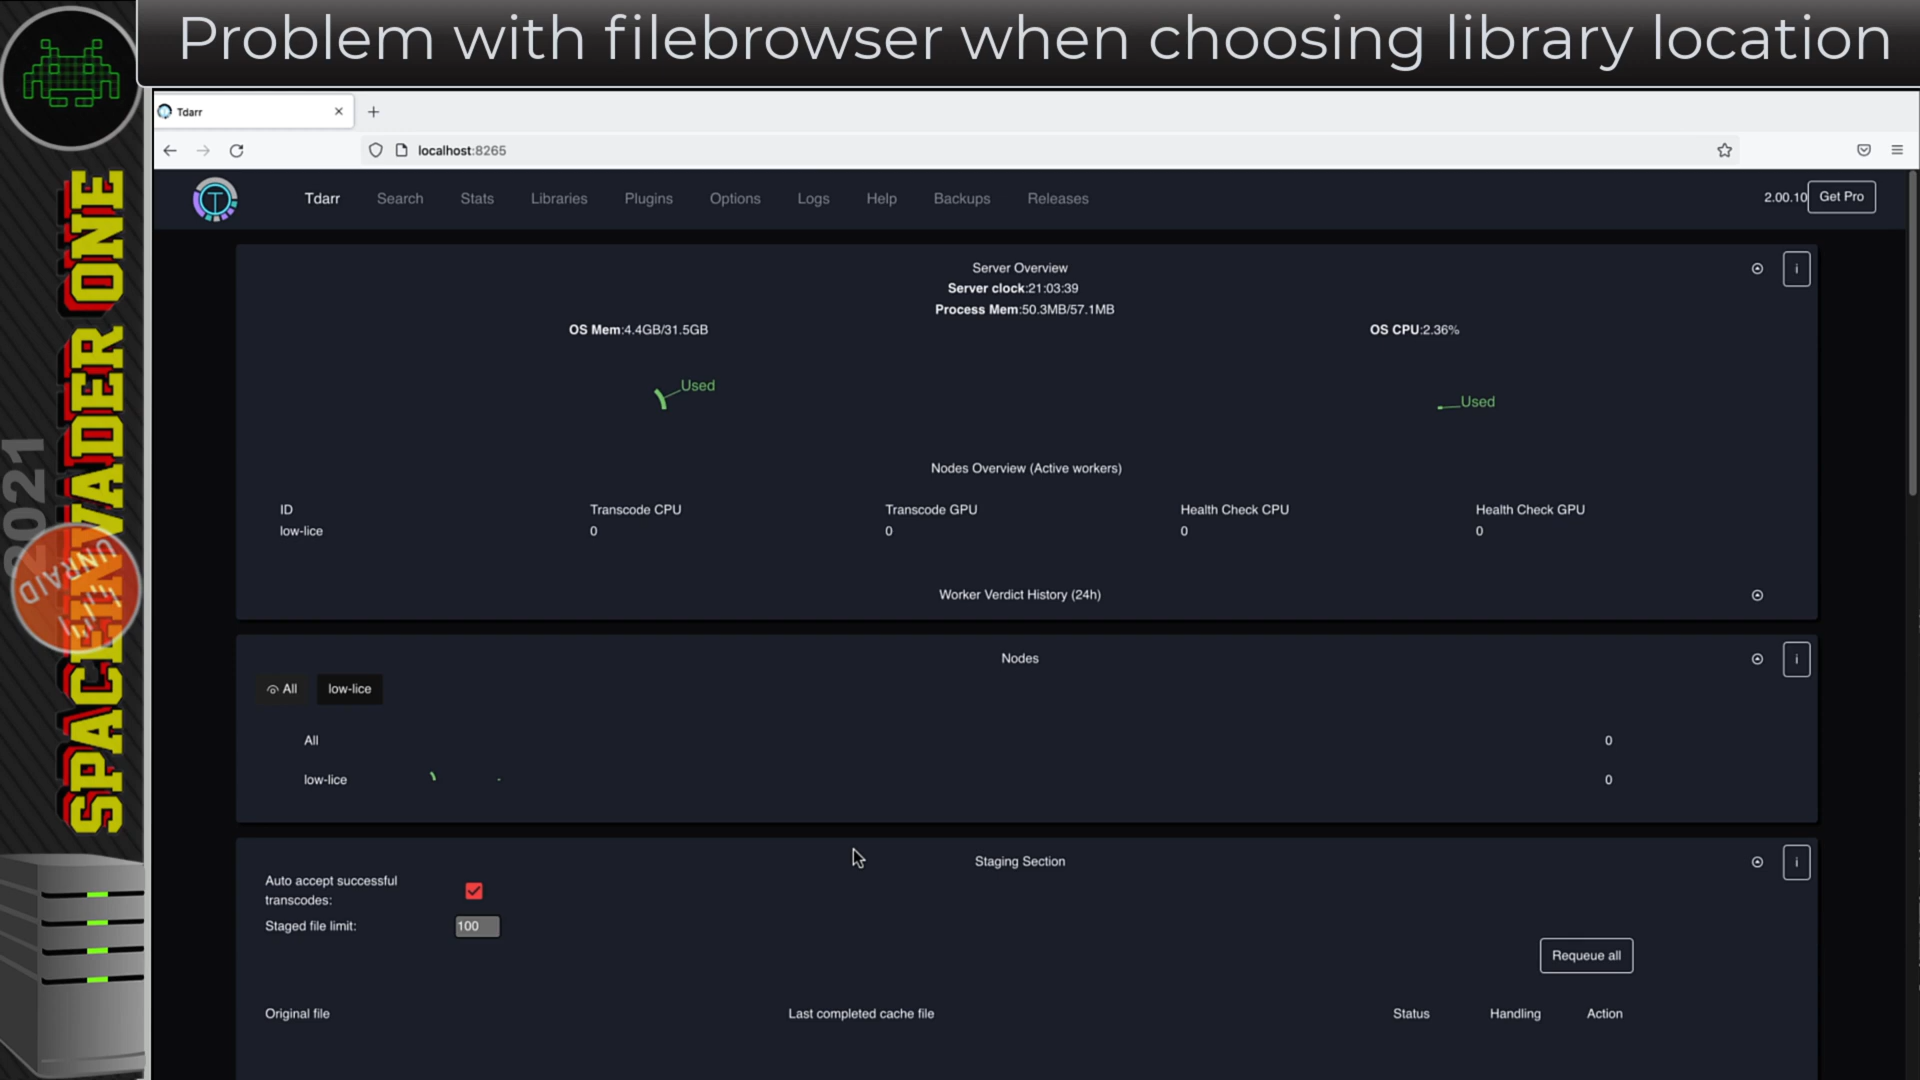 Problem with filebrowser when choosing library location
2021
SPACEINVADER ONE
UNRAID
Tdarr
localhost:8265
Tdarr Search Stats Libraries Plugins Options Logs Help Backups Releases
2.00.10 Get Pro
Server Overview
i
Server clock:21:03:39
Process Mem:50.3MB/57.1MB
OS Mem:4.4GB/31.5GB
OS CPU:2.36%
Used
Used
Nodes Overview (Active workers)
ID Transcode CPU Transcode GPU Health Check CPU Health Check GPU
low-lice 0 0 0 0
Worker Verdict History (24h)
Nodes
i
All low-lice
All 0
low-lice 0
Staging Section
i
Auto accept successful
transcodes:
Staged file limit: 100
Requeue all
Original file Last completed cache file Status Handling Action